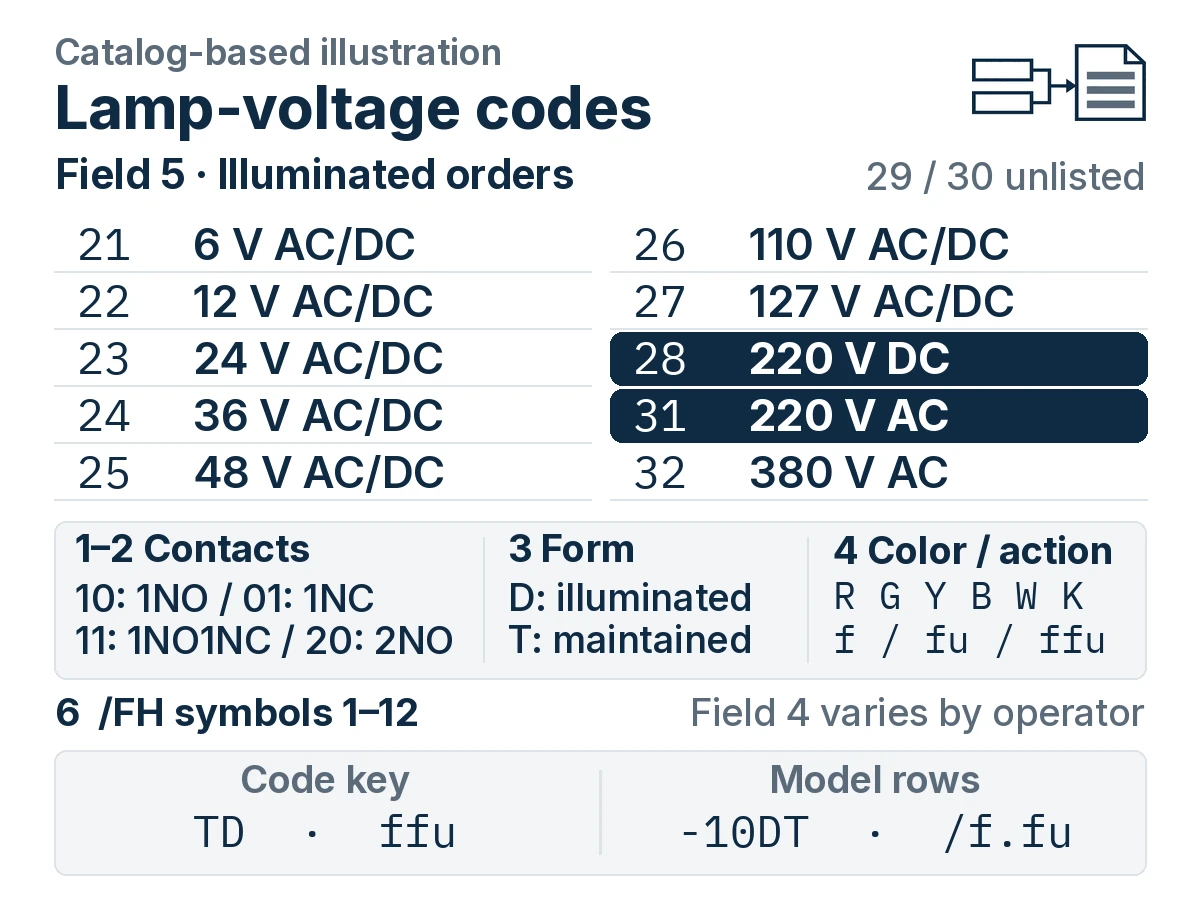 Catalog-based illustration
Lamp-voltage codes
Field 5 · Illuminated orders
29 / 30 unlisted
21 6 V AC/DC
22 12 V AC/DC
23 24 V AC/DC
24 36 V AC/DC
25 48 V AC/DC
26 110 V AC/DC
27 127 V AC/DC
28 220 V DC
31 220 V AC
32 380 V AC
1–2 Contacts
10: 1NO / 01: 1NC
11: 1NO1NC / 20: 2NO
3 Form
D: illuminated
T: maintained
4 Color / action
R G Y B W K
f / fu / ffu
6 /FH symbols 1–12
Field 4 varies by operator
Code key
TD · ffu
Model rows
-10DT · /f.fu